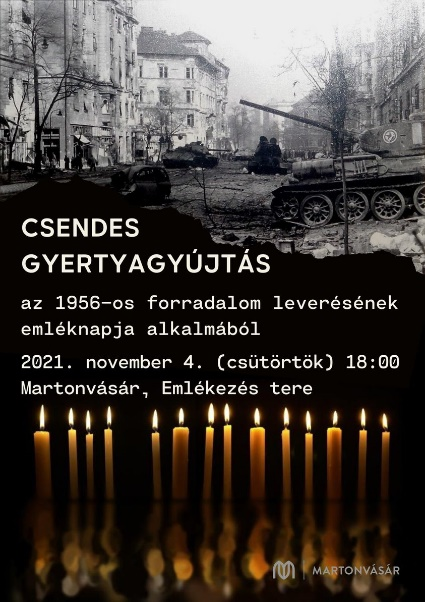 CSENDES
GYERTYAGYÚJTÁS
az 1956-os forradalom leverésének
emléknapja alkalmából
2021. november 4. (csütörtök) 18:00
Martonvásár, Emlékezés tere
MARTONVÁSÁR